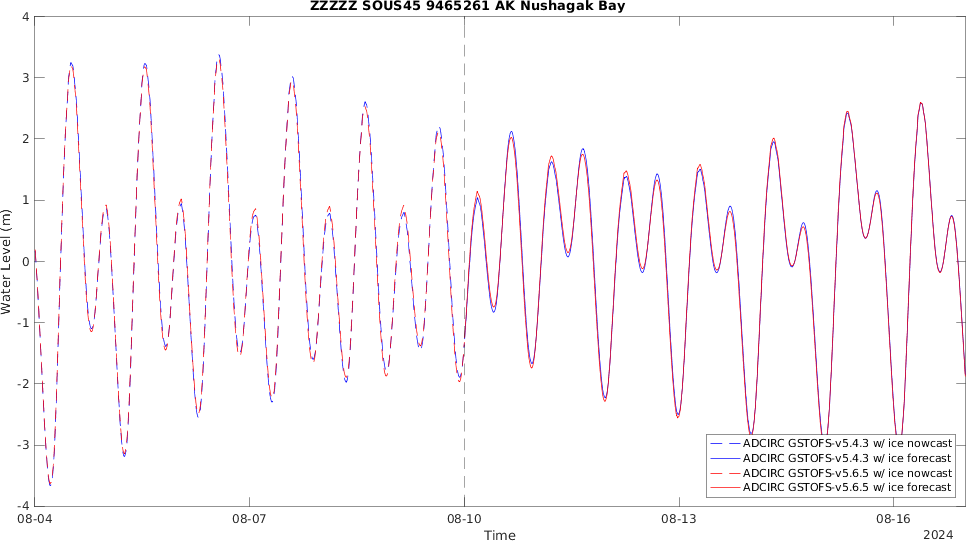 ZZZZZ SOUS45 9465261 AK Nushagak Bay
Water Level (m)
4
3
2
1
0
-1
-2
-3
-4
ADCIRC GSTOFS-v5.4.3 w/ ice nowcast
ADCIRC GSTOFS-v5.4.3 w/ ice forecast
ADCIRC GSTOFS-v5.6.5 w/ ice nowcast
ADCIRC GSTOFS-v5.6.5 w/ ice forecast
08-04 08-07 08-10 08-13 08-16
Time
2024